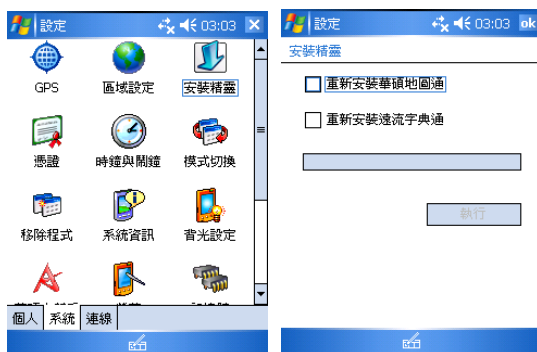 設定 03:03
GPS 區域設定 安裝精靈
憑證 時鐘與鬧鐘 模式切換
移除程式 系統資訊 背光設定
個人 系統 連線
設定 03:03 ok
安裝精靈
重新安裝華碩地圖通
重新安裝遠流字典通
執行